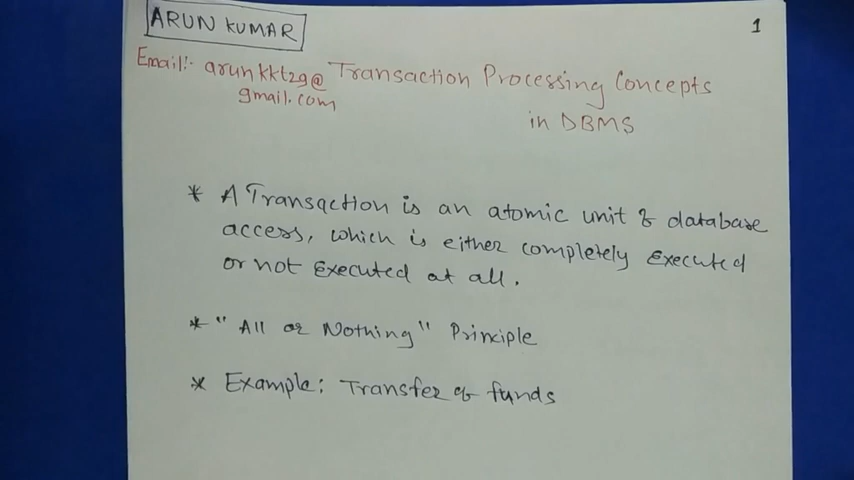 ARUN KUMAR
1
Email:- arunkkt29@
gmail.com
Transaction Processing Concepts
in DBMS
* A Transaction is an atomic unit of database
access, which is either completely executed
or not executed at all.
* "All or Nothing" Principle
* Example: Transfer of funds